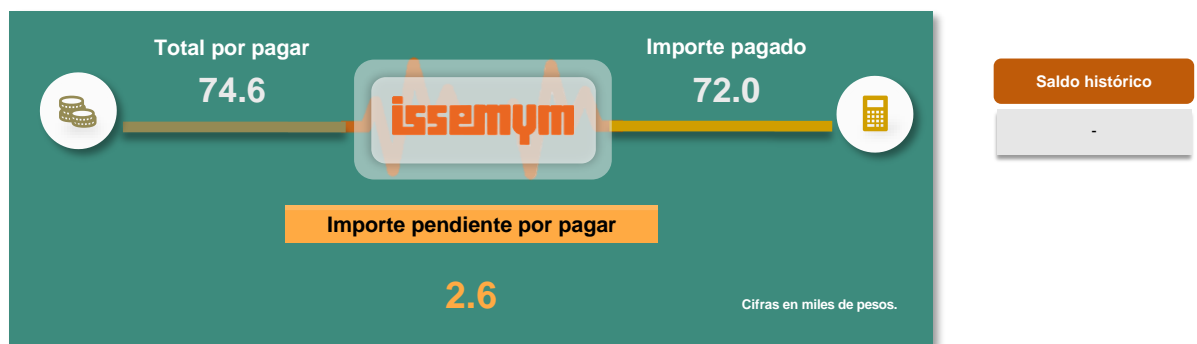 Total por pagar
74.6
issemym
Importe pagado
72.0
Importe pendiente por pagar
2.6
Cifras en miles de pesos.
Saldo histórico
-